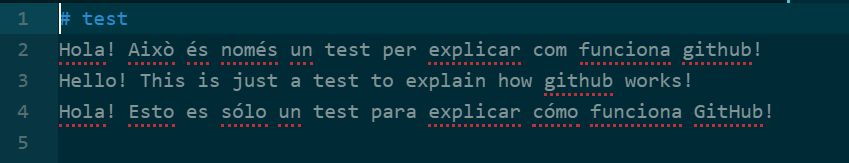 1 # test
2 Hola! Això és només un test per explicar com funciona github!
3 Hello! This is just a test to explain how github works!
4 Hola! Esto es sólo un test para explicar cómo funciona GitHub!
5